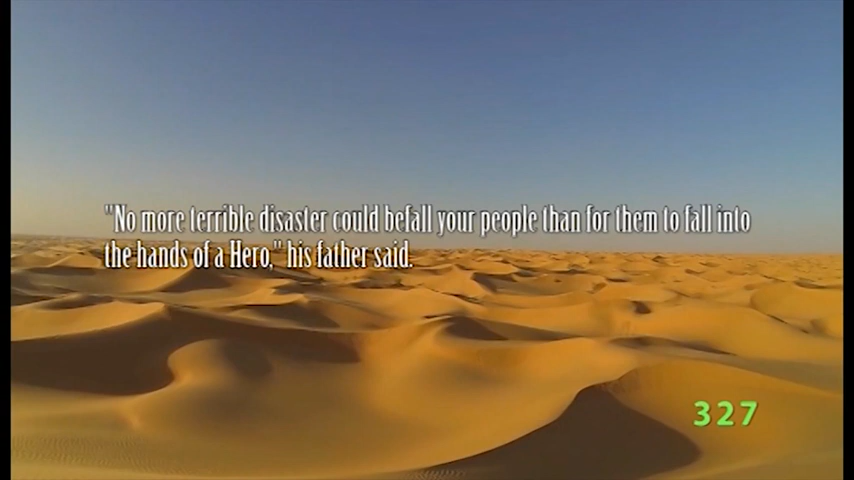 "No more terrible disaster could befall your people than for them to fall into
the hands of a Hero," his father said.
327